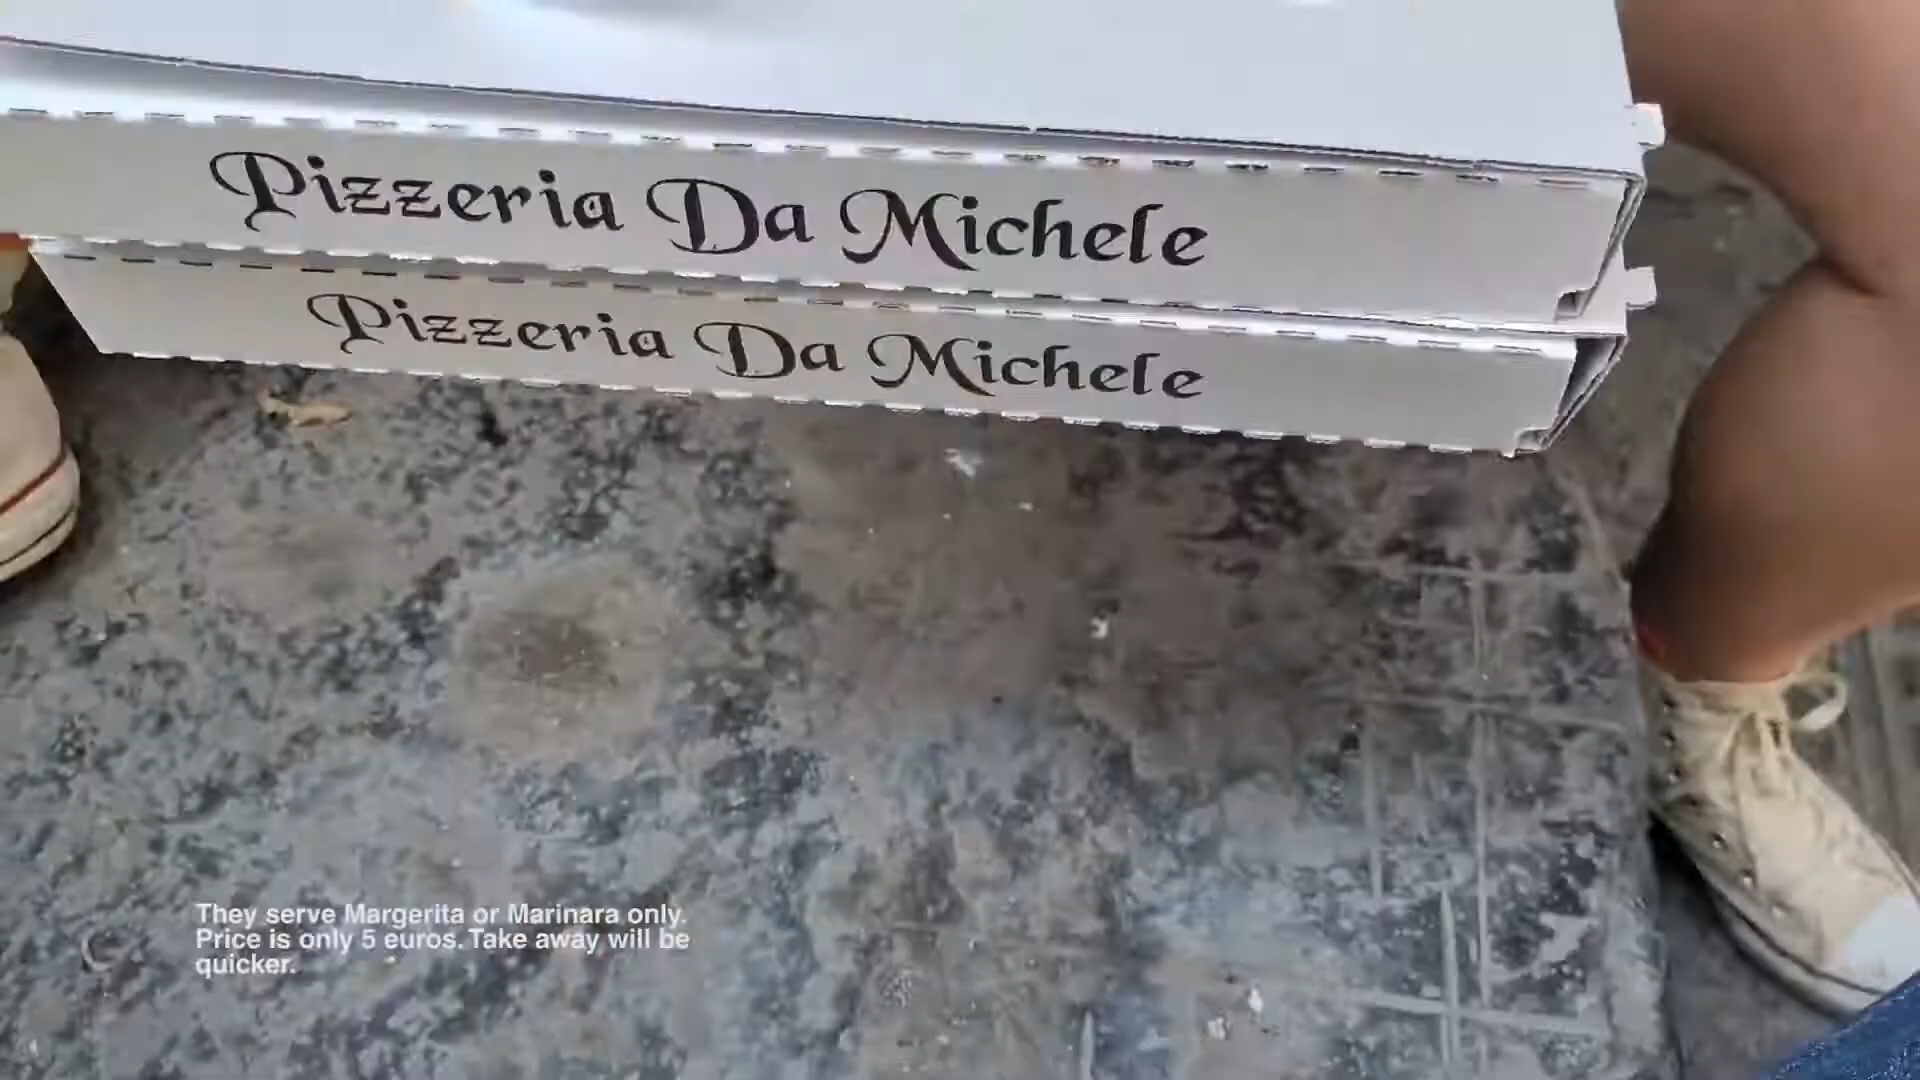 Pizzeria Da Michele
Pizzeria Da Michele
They serve Margerita or Marinara only.
Price is only 5 euros. Take away will be
quicker.